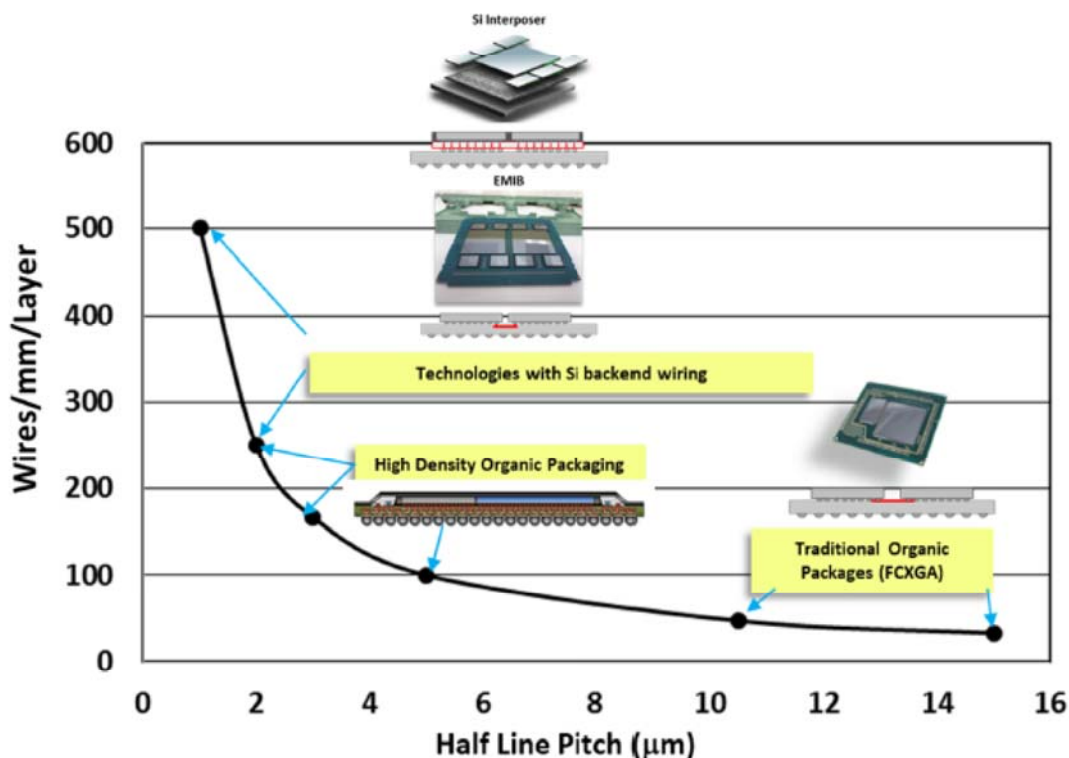 Si Interposer
600
EMIB
500
400
Technologies with Si backend wiring
300
High Density Organic Packaging
200
Traditional Organic
Packages (FCXGA)
100
0
Wires/mm/Layer
0 2 4 6 8 10 12 14 16
Half Line Pitch (μm)